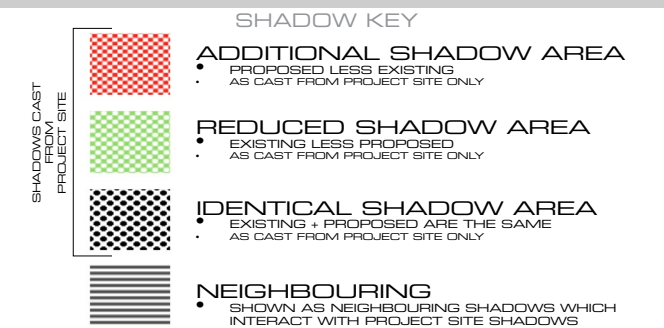 SHADOW KEY
SHADOWS CAST
FROM
PROJECT SITE
ADDITIONAL SHADOW AREA
• PROPOSED LESS EXISTING
• AS CAST FROM PROJECT SITE ONLY
REDUCED SHADOW AREA
• EXISTING LESS PROPOSED
• AS CAST FROM PROJECT SITE ONLY
IDENTICAL SHADOW AREA
• EXISTING + PROPOSED ARE THE SAME
• AS CAST FROM PROJECT SITE ONLY
NEIGHBOURING
• SHOWN AS NEIGHBOURING SHADOWS WHICH
INTERACT WITH PROJECT SITE SHADOWS